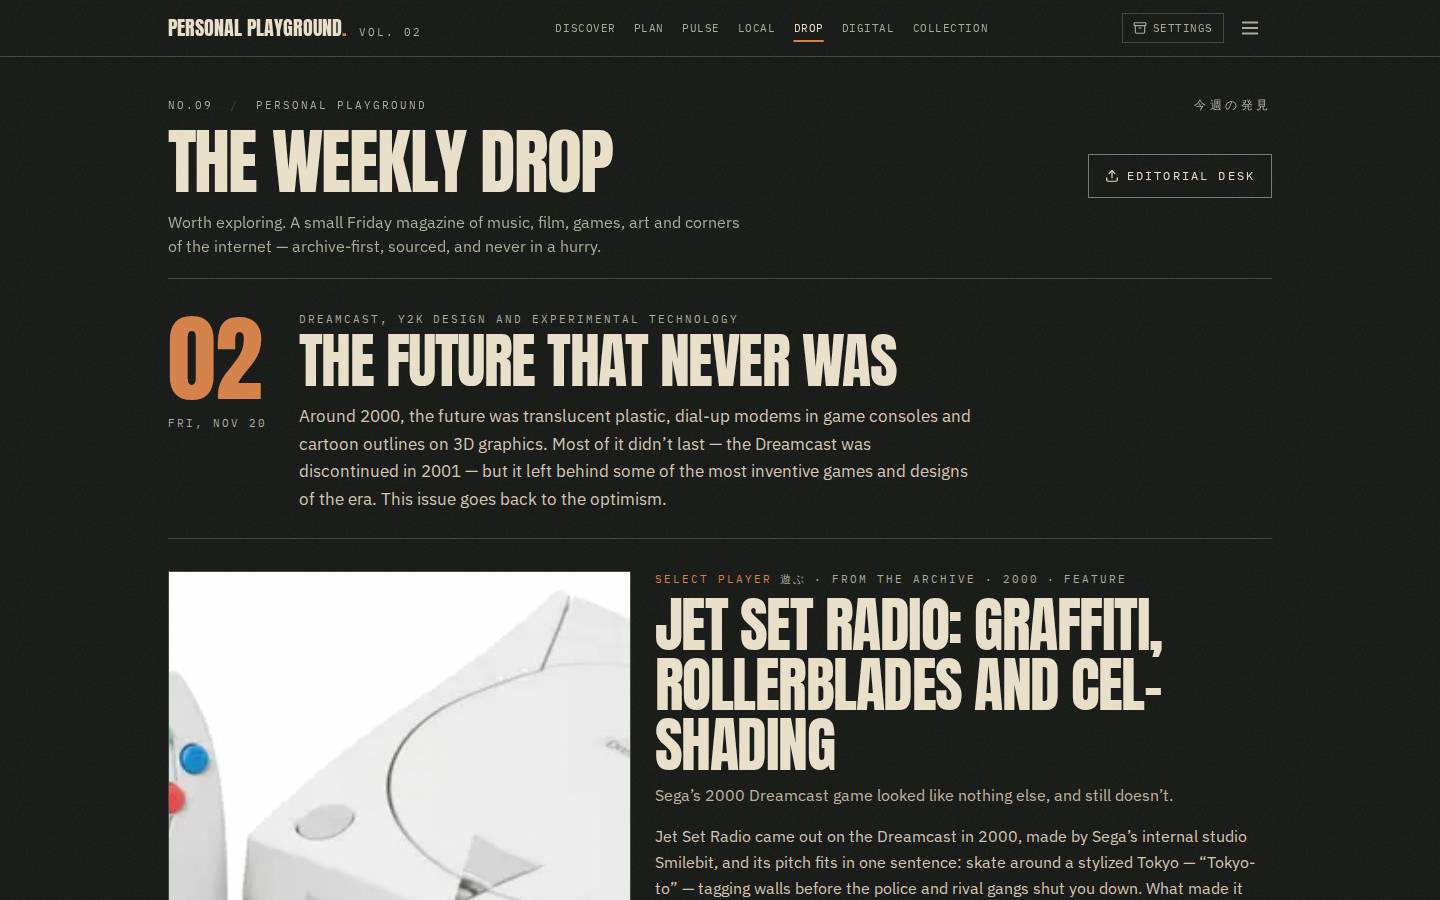 PERSONAL PLAYGROUND. VOL. 02
DISCOVER PLAN PULSE LOCAL DROP DIGITAL COLLECTION
SETTINGS
NO.09 / PERSONAL PLAYGROUND
今週の発見
THE WEEKLY DROP
EDITORIAL DESK
Worth exploring. A small Friday magazine of music, film, games, art and corners
of the internet — archive-first, sourced, and never in a hurry.
02
FRI, NOV 20
DREAMCAST, Y2K DESIGN AND EXPERIMENTAL TECHNOLOGY
THE FUTURE THAT NEVER WAS
Around 2000, the future was translucent plastic, dial-up modems in game consoles and
cartoon outlines on 3D graphics. Most of it didn’t last — the Dreamcast was
discontinued in 2001 — but it left behind some of the most inventive games and designs
of the era. This issue goes back to the optimism.
SELECT PLAYER 遊ぶ · FROM THE ARCHIVE · 2000 · FEATURE
JET SET RADIO: GRAFFITI,
ROLLERBLADES AND CEL-
SHADING
Sega’s 2000 Dreamcast game looked like nothing else, and still doesn’t.
Jet Set Radio came out on the Dreamcast in 2000, made by Sega’s internal studio
Smilebit, and its pitch fits in one sentence: skate around a stylized Tokyo — “Tokyo-
to” — tagging walls before the police and rival gangs shut you down. What made it